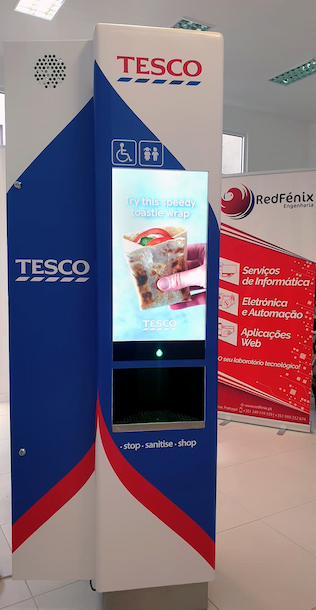 TESCO
TESCO
Try this speedy
toastie wrap
TESCO
· stop · sanitise · shop
RedFénix
Engenharia
Serviços
de Informática
Eletrónica
e Automação
Aplicações
Web
O seu laboratório tecnológico!